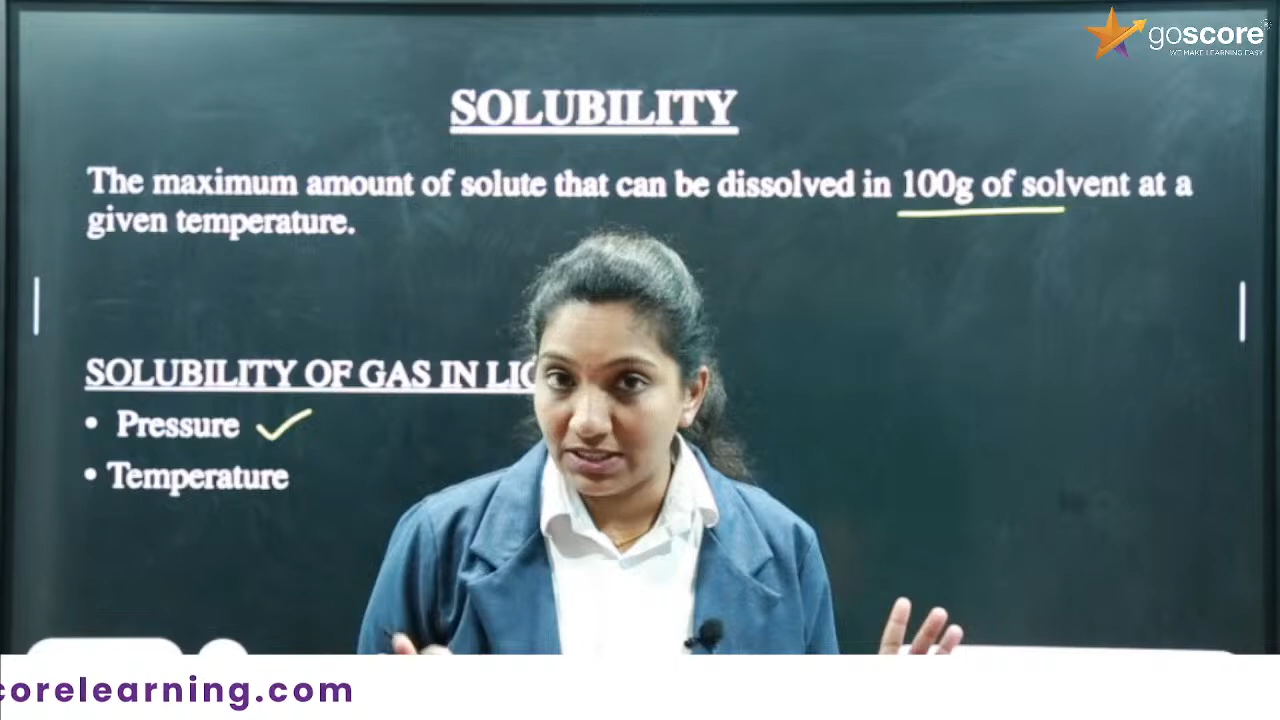 goscore
WE MAKE LEARNING EASY
SOLUBILITY
The maximum amount of solute that can be dissolved in 100g of solvent at a
given temperature.
SOLUBILITY OF GAS IN
• Pressure
• Temperature
corelearning.com